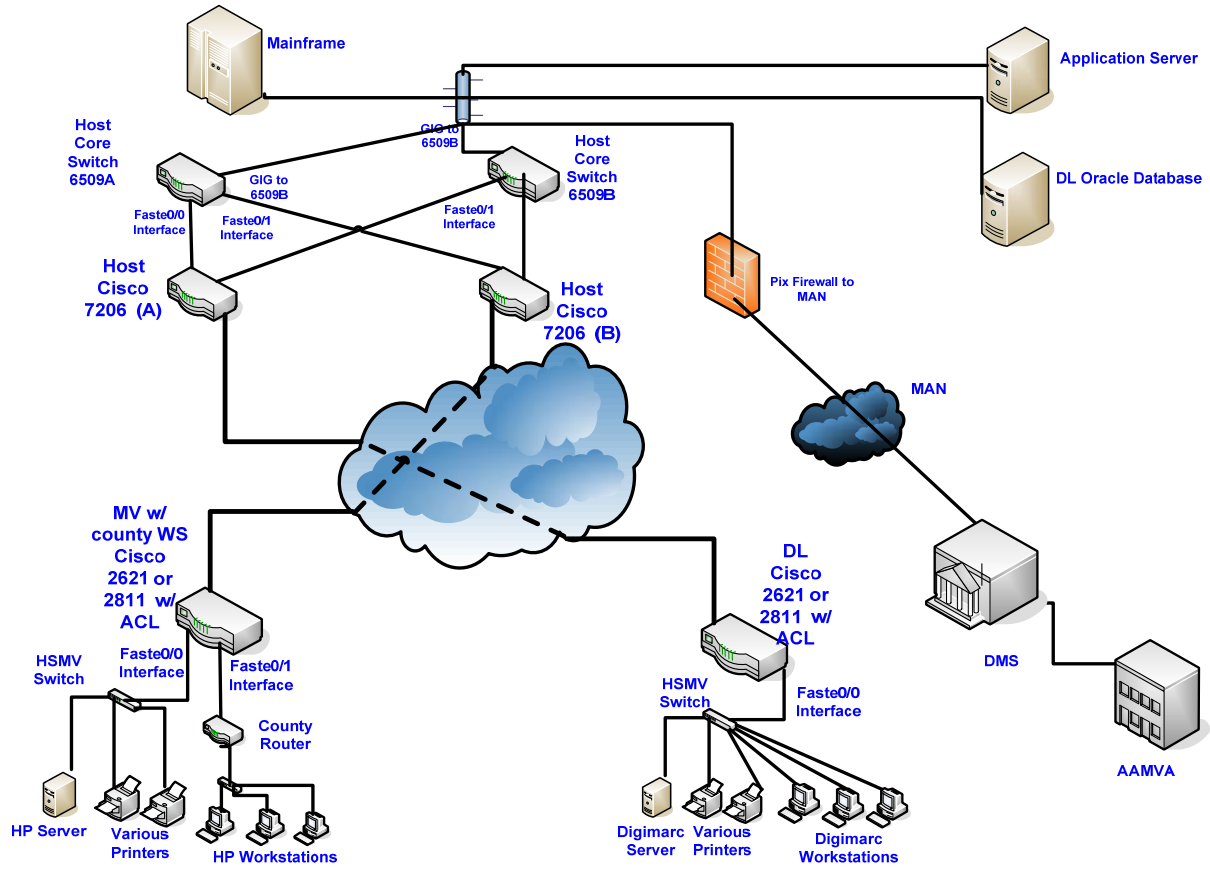 Mainframe
Application Server
Host
Core
Switch
6509A
GIG to
6509B
Host
Core
Switch
6509B
GIG to
6509B
DL Oracle Database
Faste0/0
Interface
Faste0/1
Interface
Faste0/1
Interface
Host
Cisco
7206 (A)
Host
Cisco
7206 (B)
Pix Firewall to
MAN
MAN
MV w/
county WS
Cisco
2621 or
2811 w/
ACL
DL
Cisco
2621 or
2811 w/
ACL
HSMV
Switch
Faste0/0
Interface
Faste0/1
Interface
DMS
HSMV
Switch
Faste0/0
Interface
County
Router
AAMVA
HP Server
Various
Printers
HP Workstations
Digimarc
Server
Various
Printers
Digimarc
Workstations